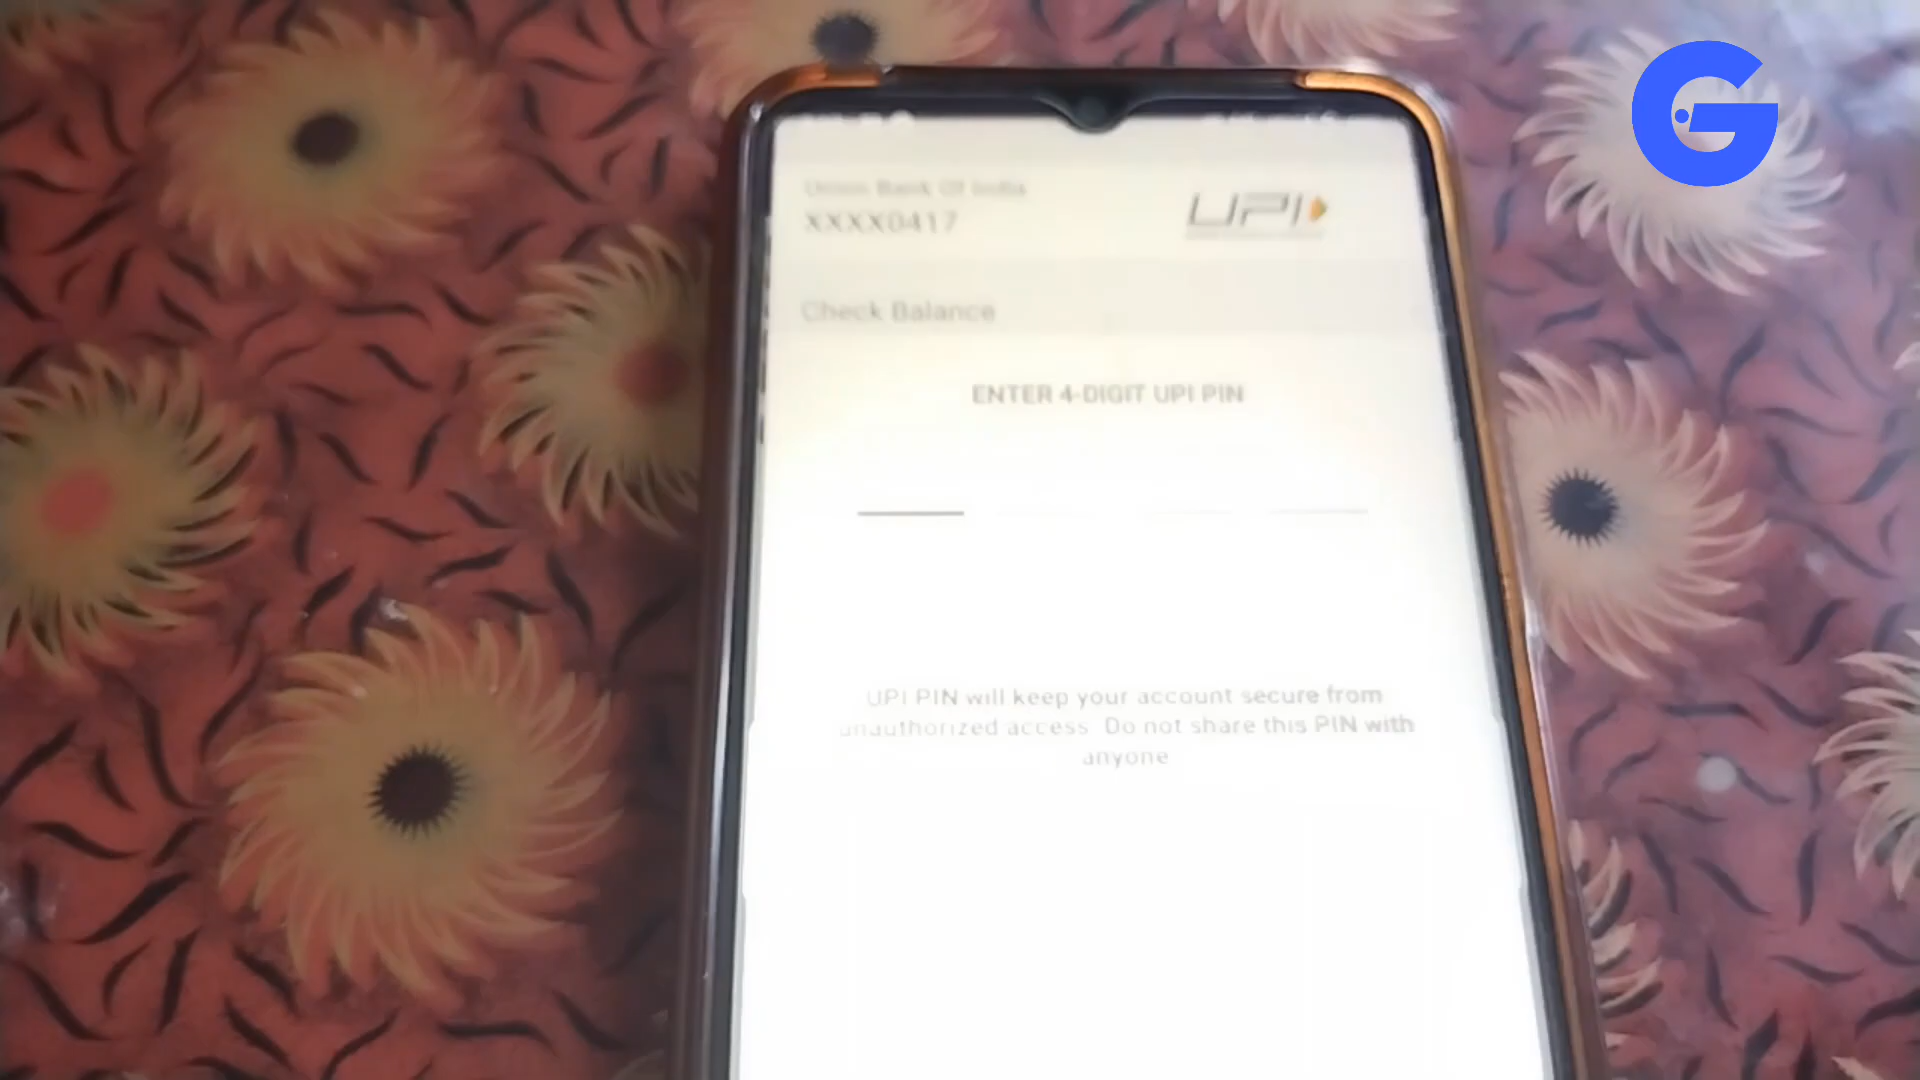 Union Bank Of India
XXXX0417
UPI
Check Balance
ENTER 4-DIGIT UPI PIN
UPI PIN will keep your account secure from
unauthorized access. Do not share this PIN with
anyone
G